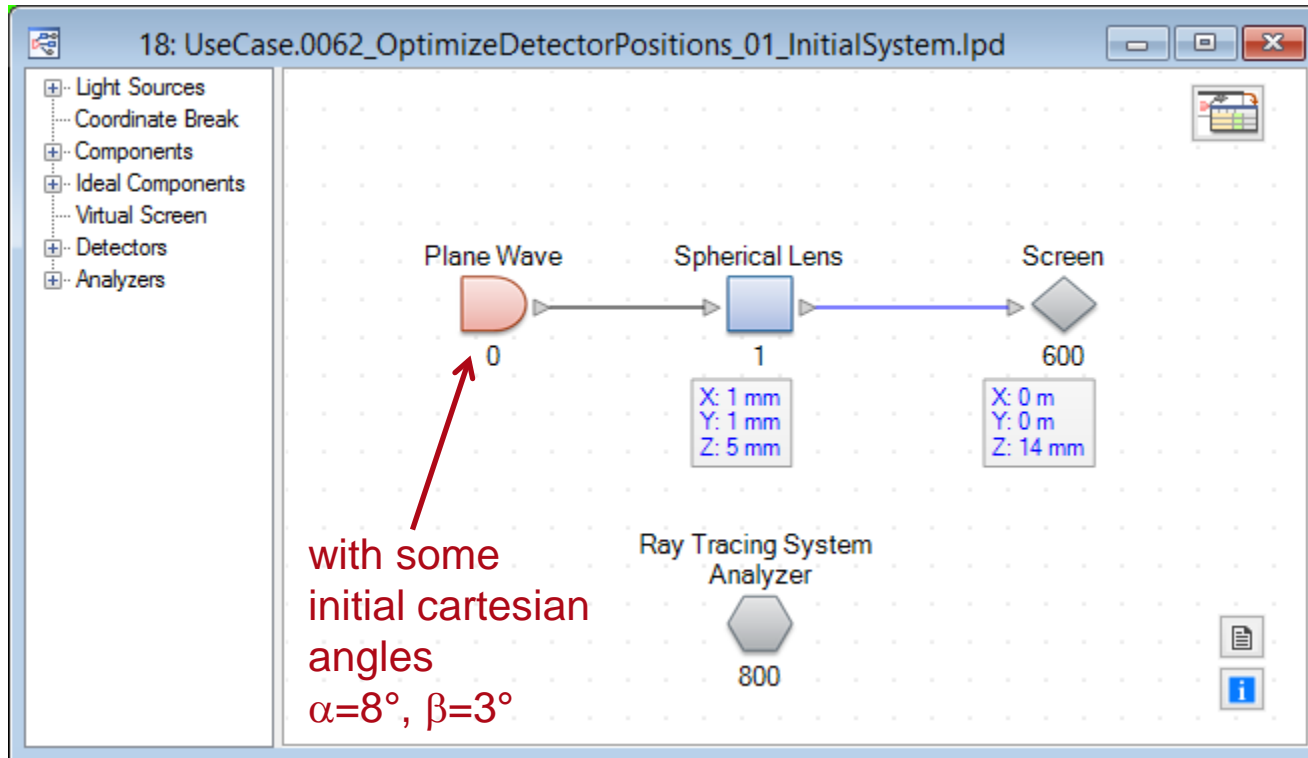 18: UseCase.0062_OptimizeDetectorPositions_01_InitialSystem.lpd
Light Sources
Coordinate Break
Components
Ideal Components
Virtual Screen
Detectors
Analyzers
Plane Wave
Spherical Lens
Screen
0
1
600
X: 1 mm
Y: 1 mm
Z: 5 mm
X: 0 m
Y: 0 m
Z: 14 mm
with some
initial cartesian
angles
α=8°, β=3°
Ray Tracing System
Analyzer
800